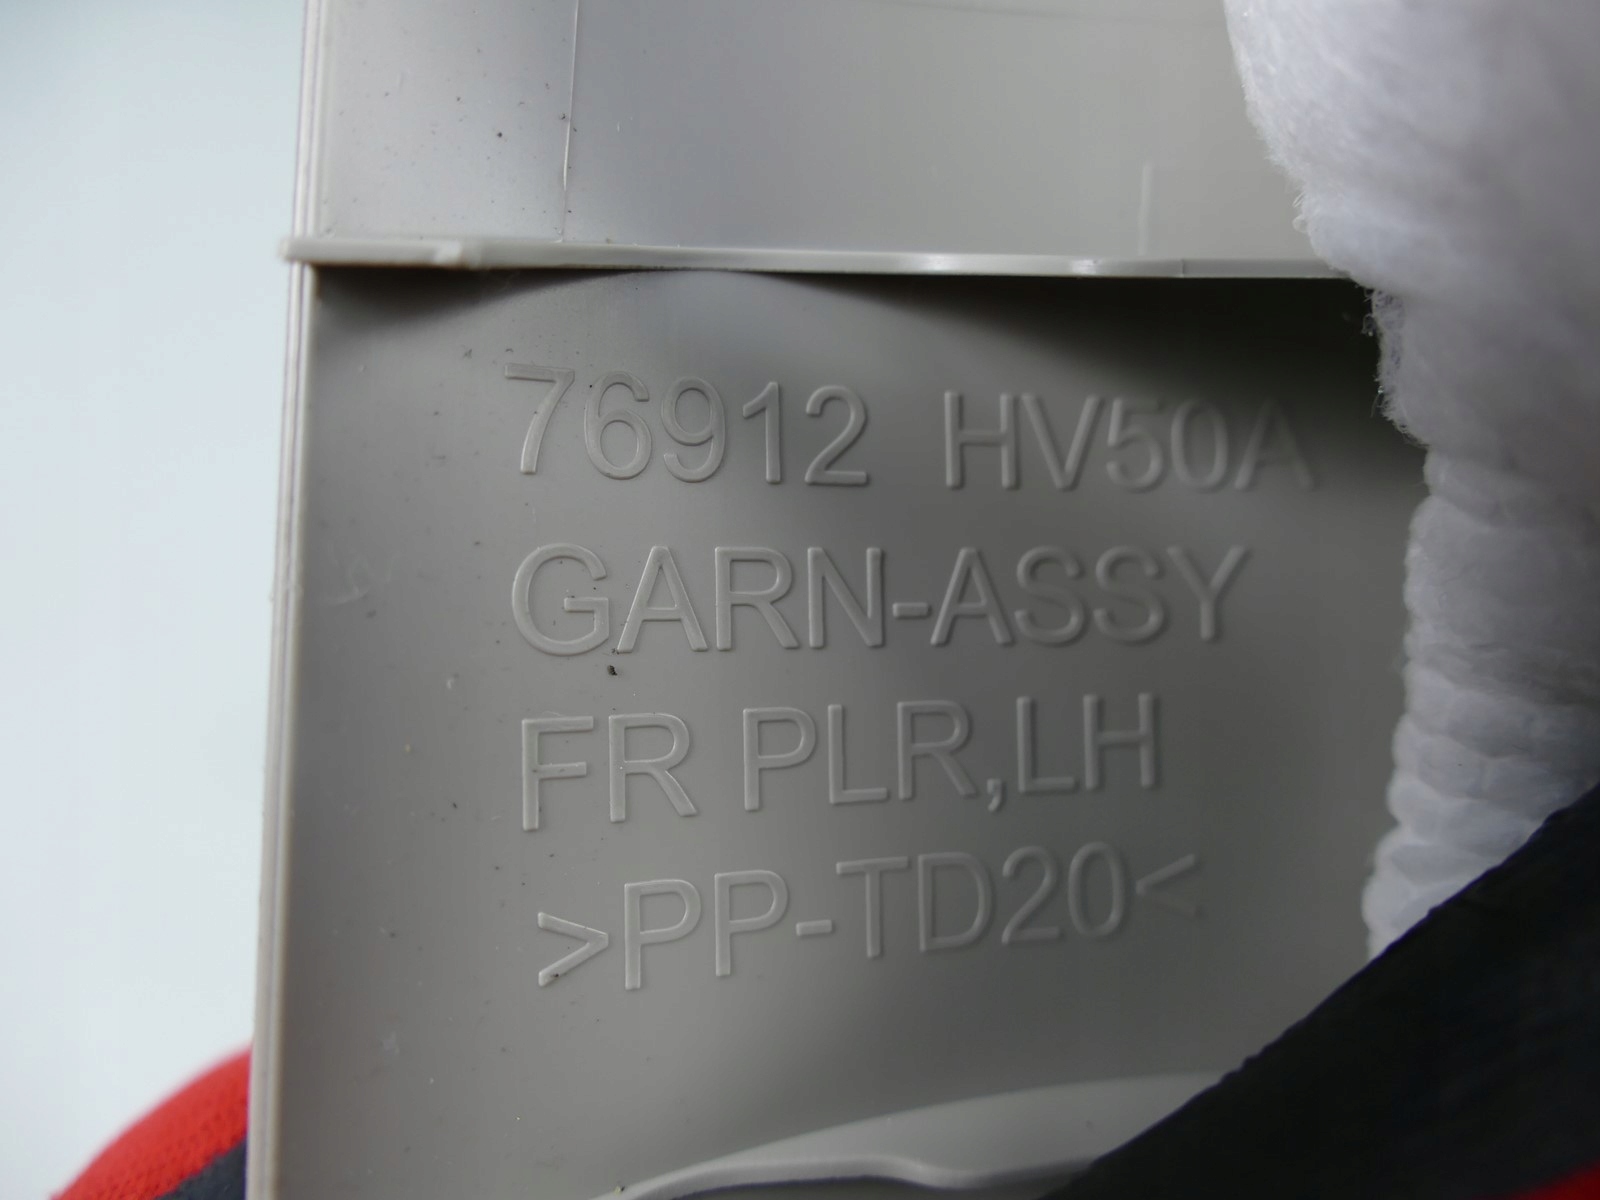 76912 HV50A
GARN-ASSY
FR PLR,LH
>PP-TD20<